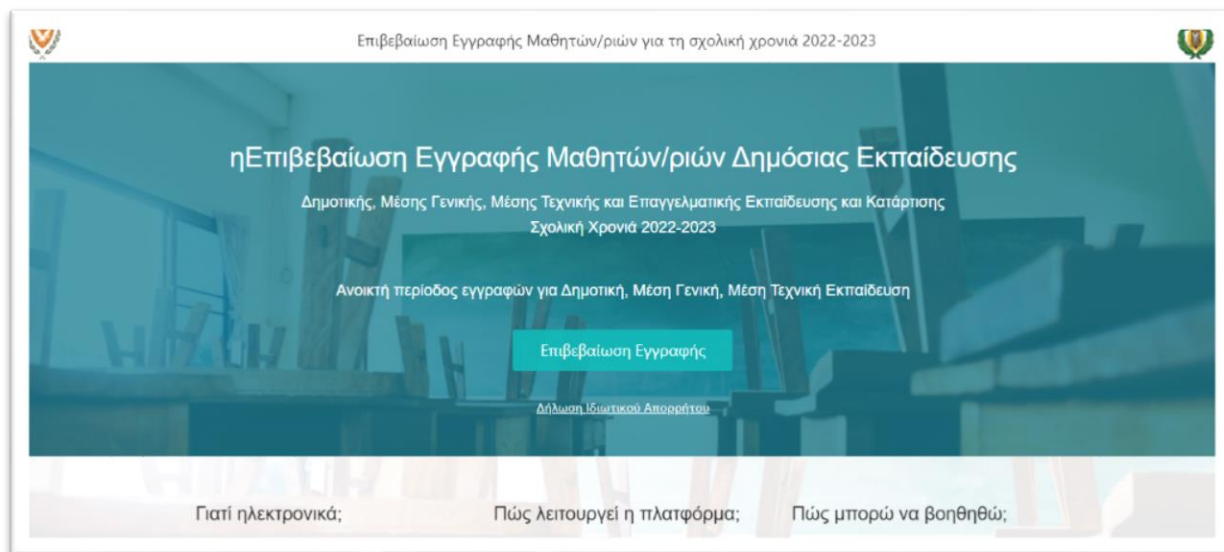 Επιβεβαίωση Εγγραφής Μαθητών/ριών για τη σχολική χρονιά 2022-2023
ηΕπιβεβαίωση Εγγραφής Μαθητών/ριών Δημόσιας Εκπαίδευσης
Δημοτικής, Μέσης Γενικής, Μέσης Τεχνικής και Επαγγελματικής Εκπαίδευσης και Κατάρτισης
Σχολική Χρονιά 2022-2023
Ανοικτή περίοδος εγγραφών για Δημοτική, Μέση Γενική, Μέση Τεχνική Εκπαίδευση
Επιβεβαίωση Εγγραφής
Δήλωση Ιδιωτικού Απορρήτου
Γιατί ηλεκτρονικά; Πώς λειτουργεί η πλατφόρμα; Πώς μπορώ να βοηθηθώ;